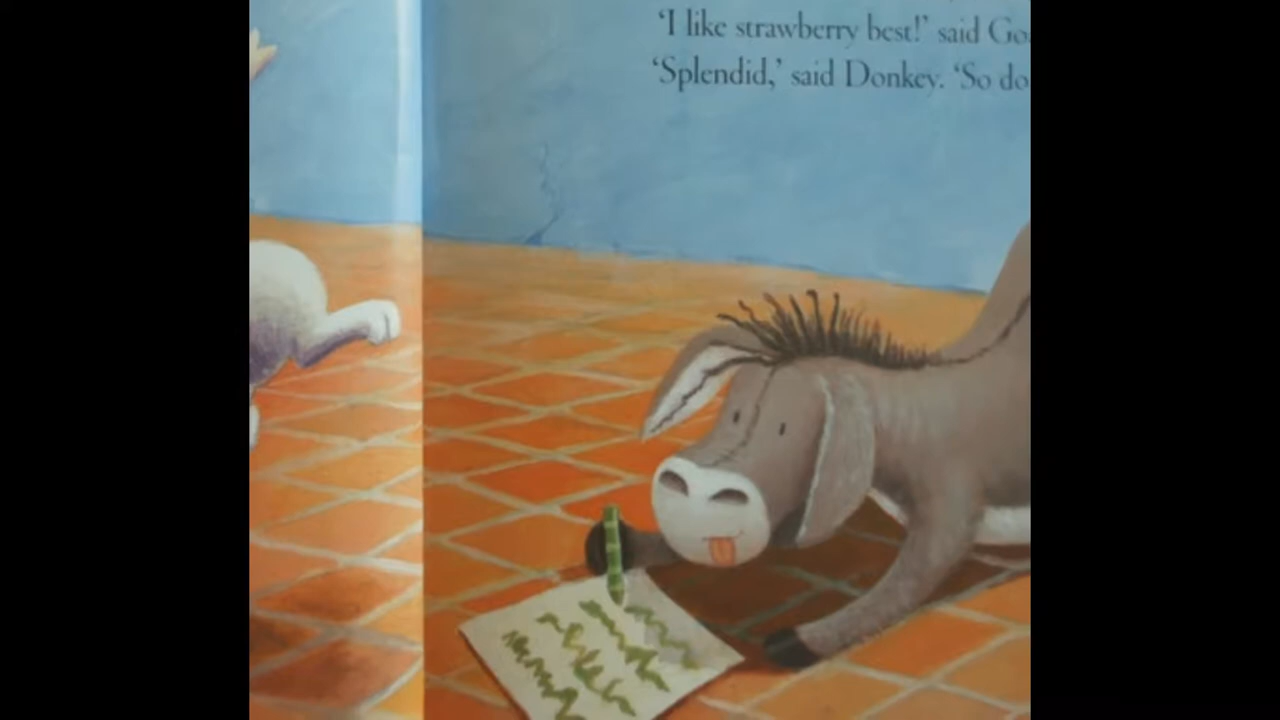 ‘I like strawberry best!’ said
‘Splendid,’ said Donkey. ‘So do